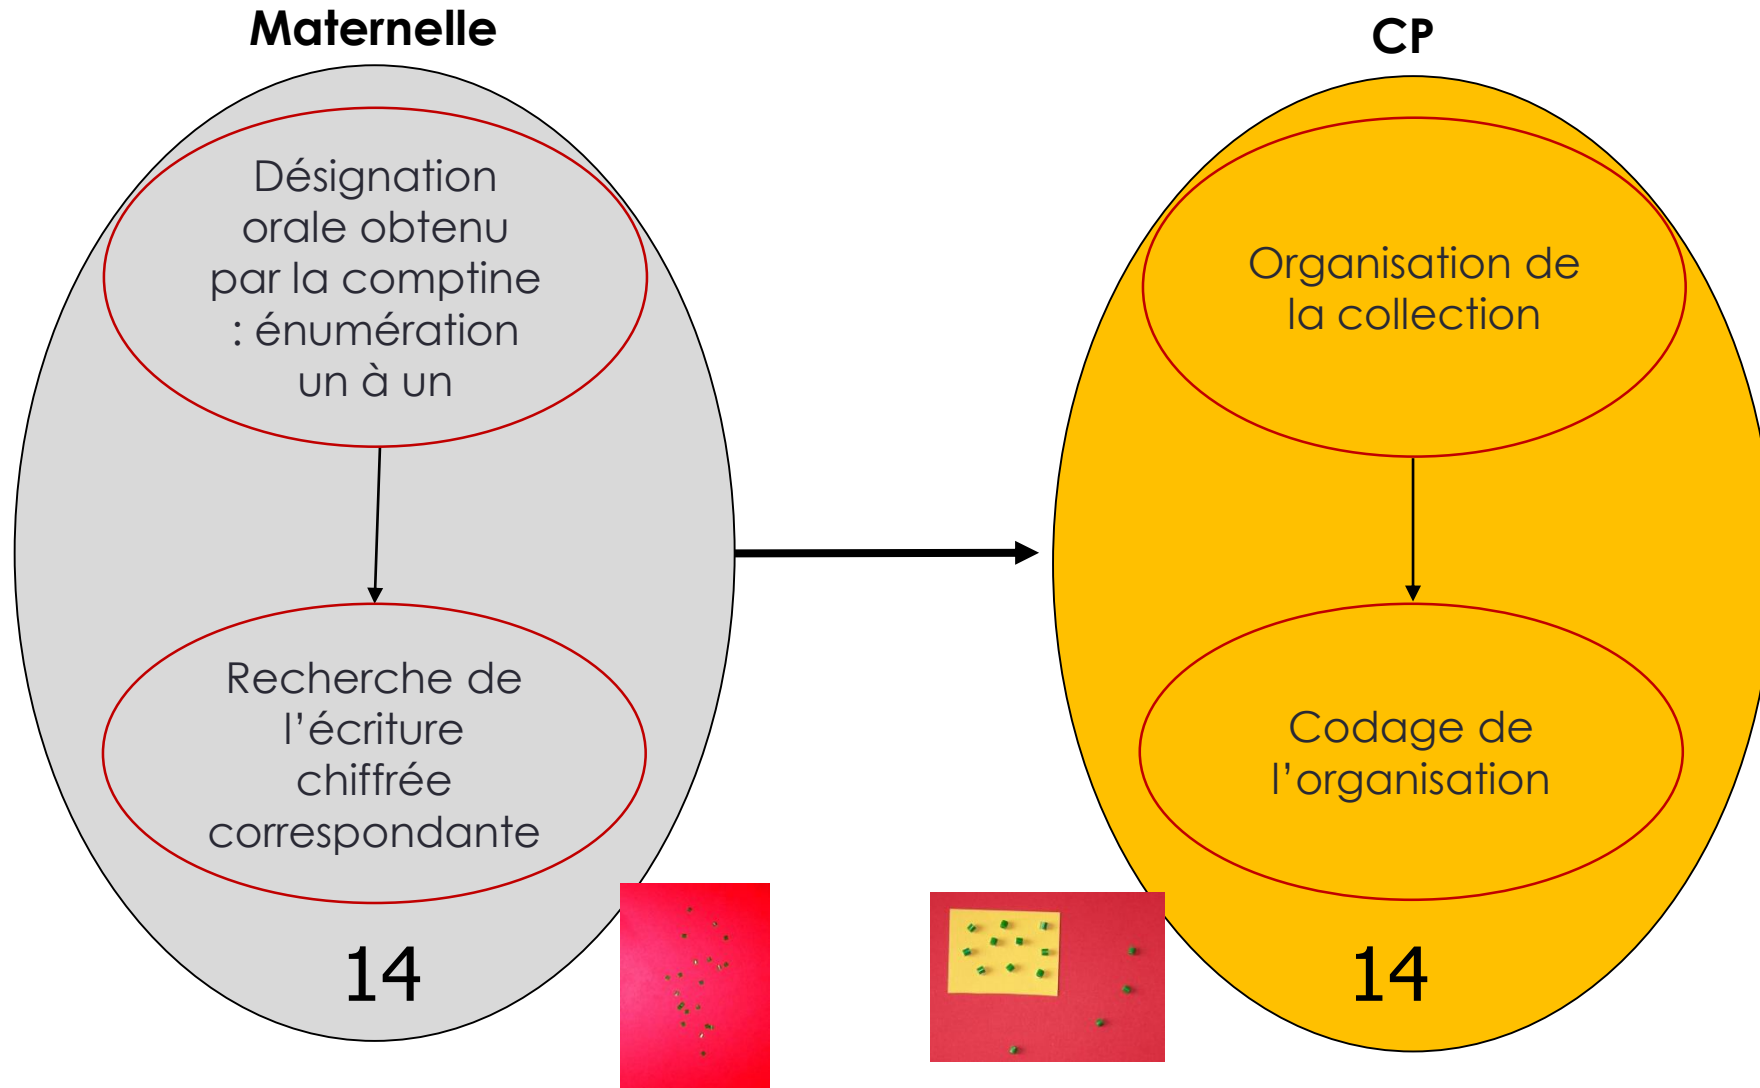 Maternelle
Désignation
orale obtenu
par la comptine
: énumération
un à un
Recherche de
l'écriture
chiffrée
correspondante
14
CP
Organisation de
la collection
Codage de
l'organisation
14